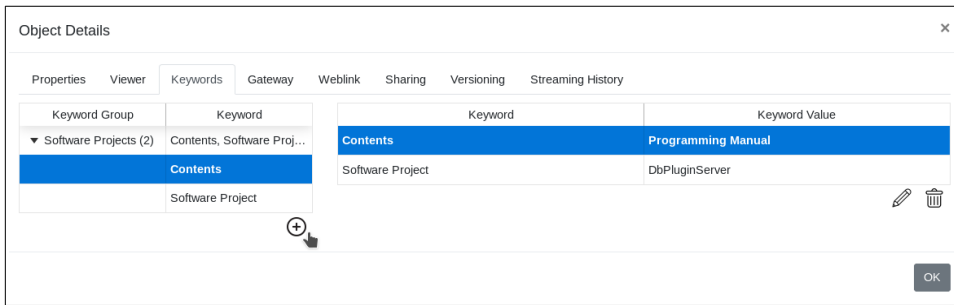 Object Details ×
Properties Viewer Keywords Gateway Weblink Sharing Versioning Streaming History
Keyword Group Keyword Keyword Keyword Value
Software Projects (2) Contents, Software Proj... Contents Programming Manual
Contents Software Project DbPluginServer
Software Project
OK